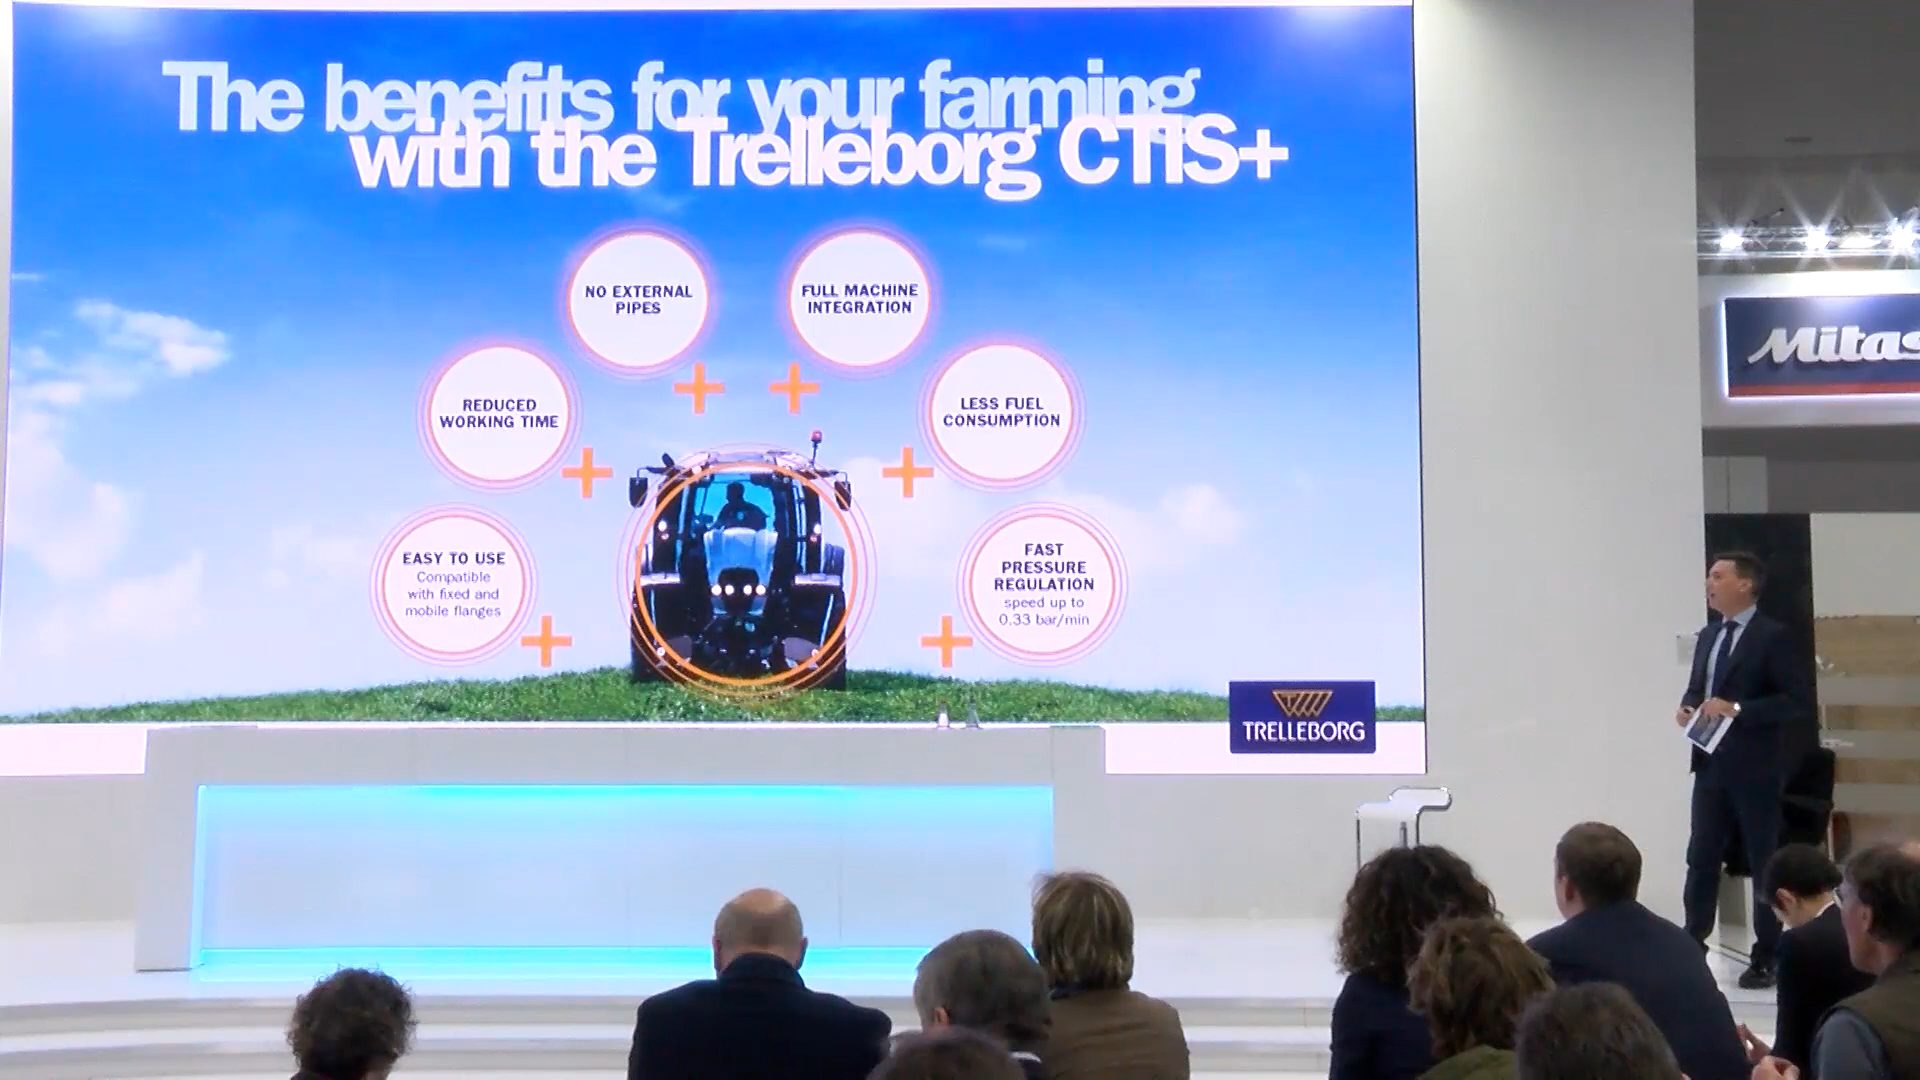 The benefits for your farming
with the Trelleborg CTIS+
NO EXTERNAL
PIPES
FULL MACHINE
INTEGRATION
REDUCED
WORKING TIME
LESS FUEL
CONSUMPTION
EASY TO USE
Compatible
with fixed and
mobile flanges
FAST
PRESSURE
REGULATION
speed up to
0.33 bar/min
TRELLEBORG
Mitas